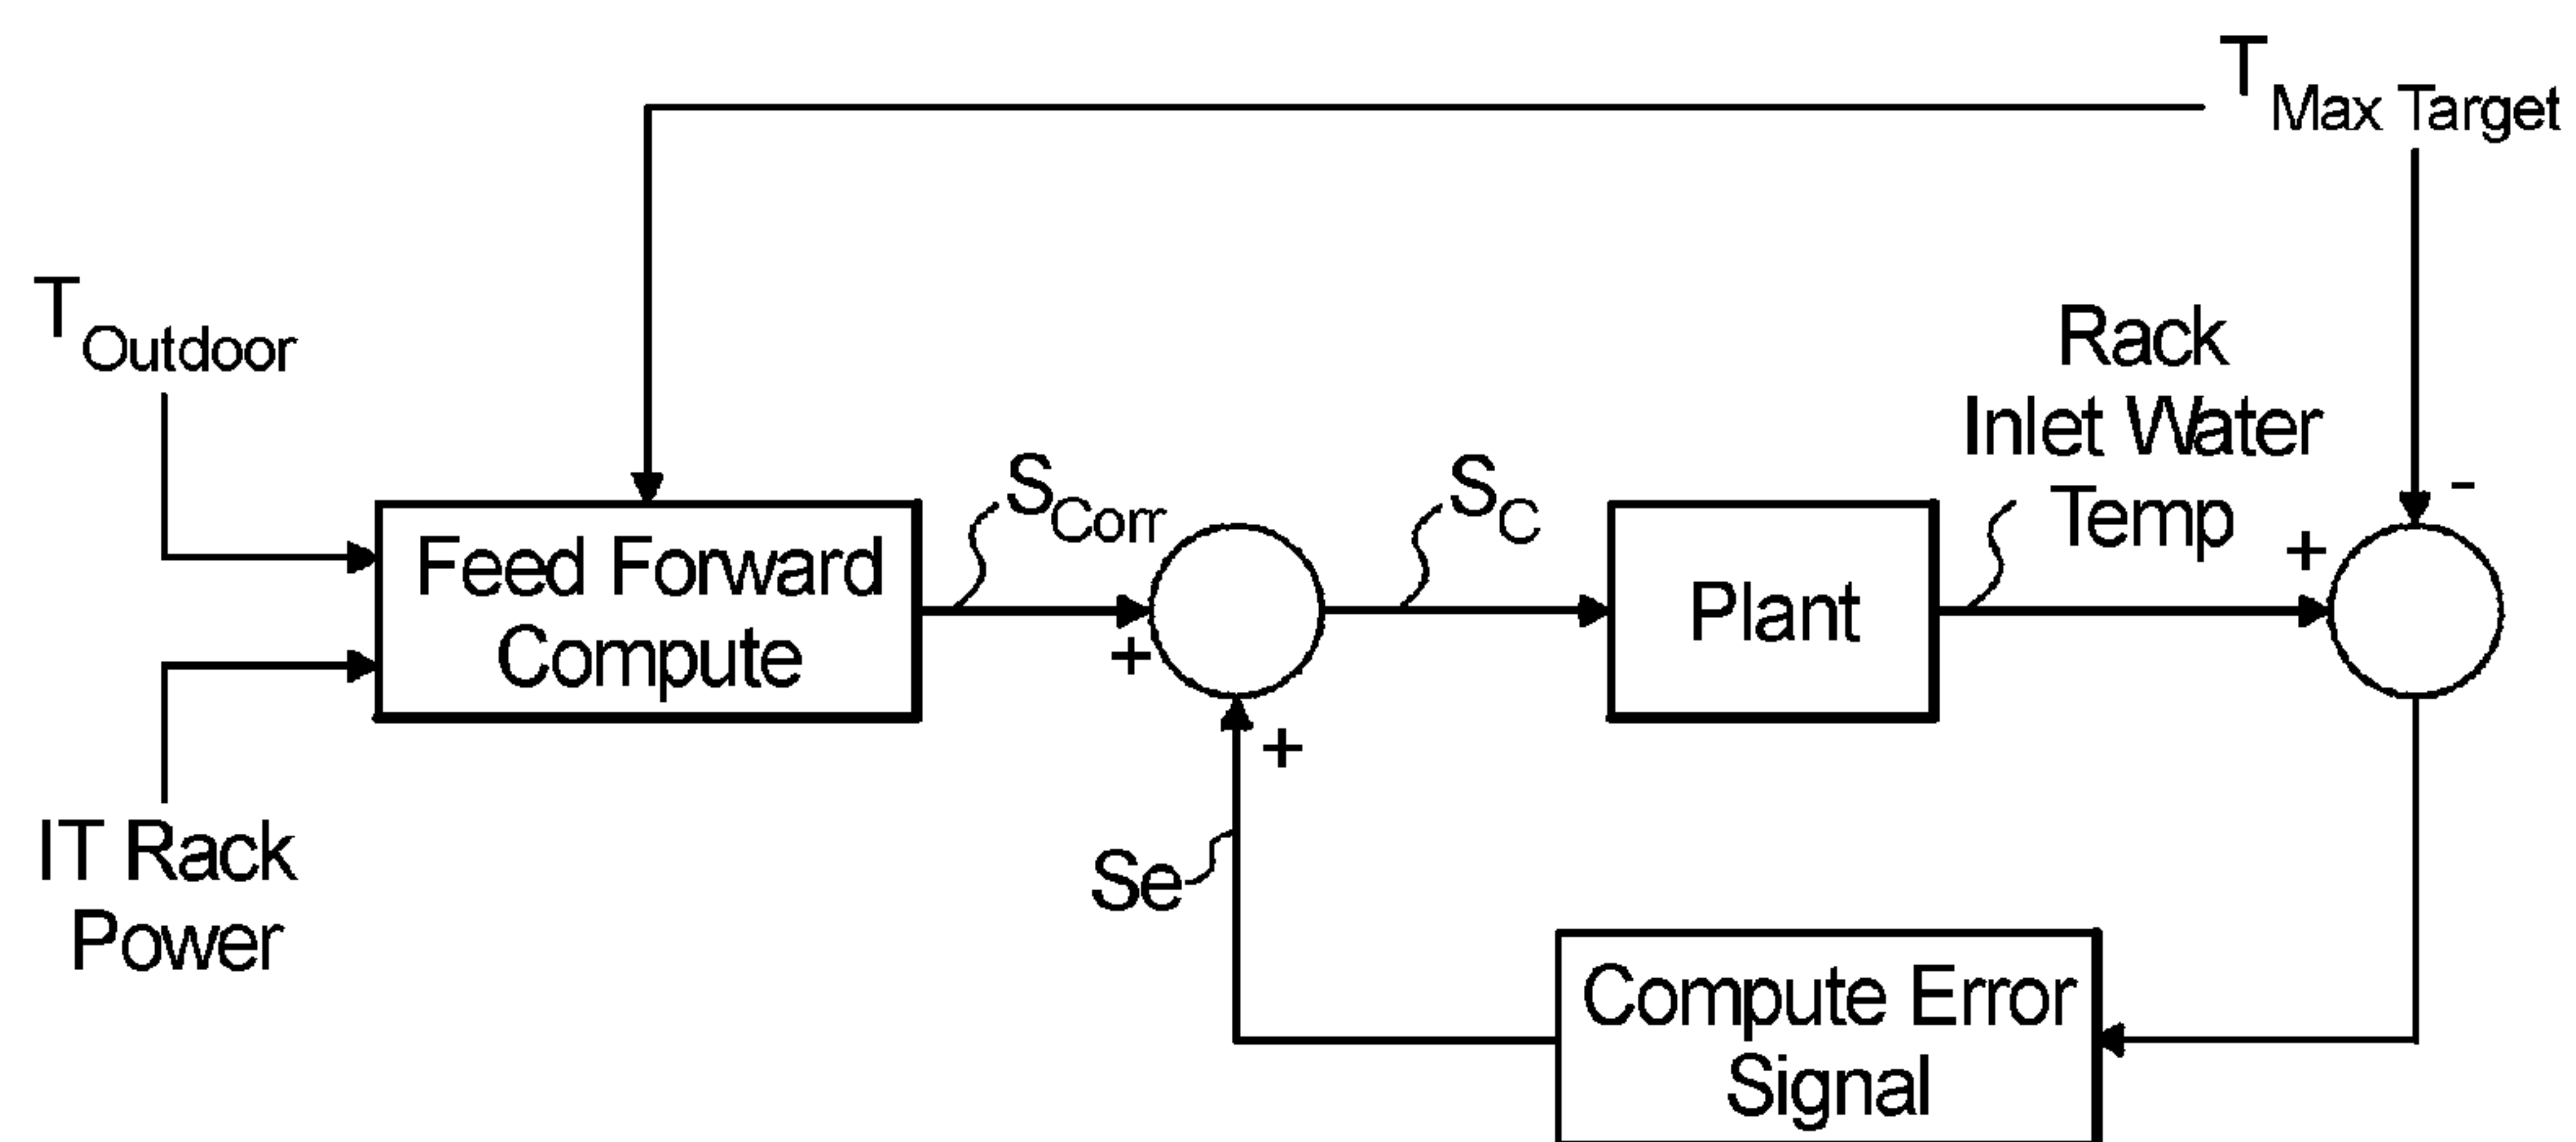 T Max Target
T Outdoor
Rack
Inlet Water
Temp
-
+
S Corr
S C
Feed Forward
Compute
Plant
+
+
Se
IT Rack
Power
Compute Error
Signal